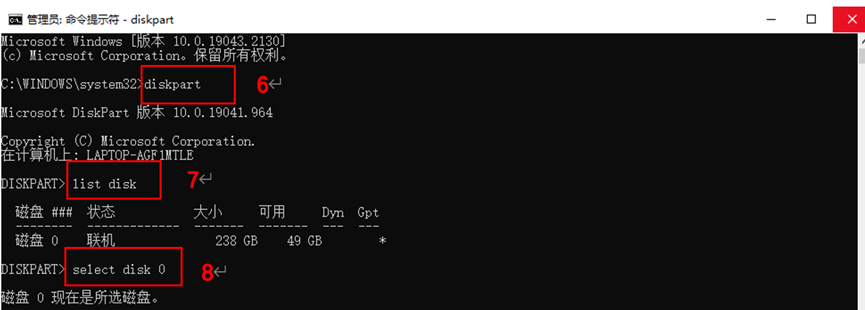 管理员: 命令提示符 - diskpart
Microsoft Windows [版本 10.0.19043.2130]
(c) Microsoft Corporation。保留所有权利。
C:\WINDOWS\system32>diskpart 6↵
Microsoft DiskPart 版本 10.0.19041.964
Copyright (C) Microsoft Corporation.
在计算机上: LAPTOP-AGF1MTLE
DISKPART> list disk 7↵
磁盘 ### 状态 大小 可用 Dyn Gpt
-------- ------------- ------- ------- --- ---
磁盘 0 联机 238 GB 49 GB *
DISKPART> select disk 0 8↵
磁盘 0 现在是所选磁盘。